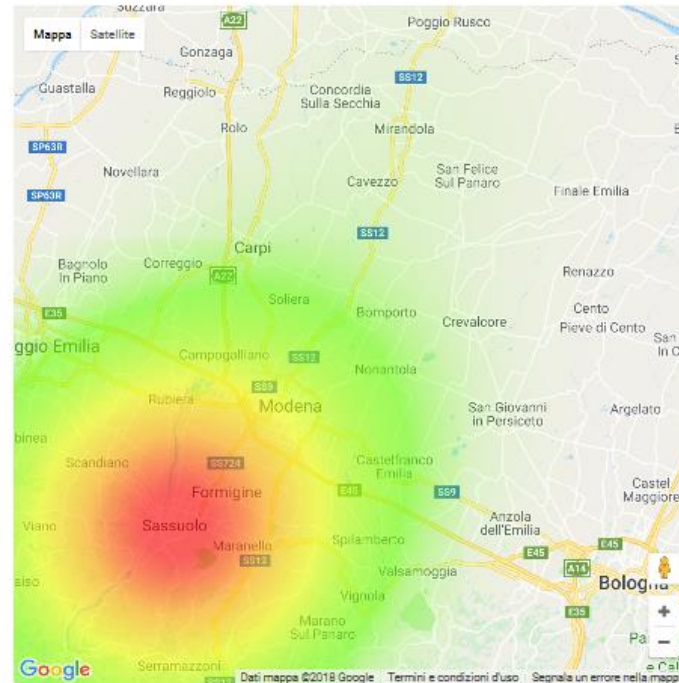 Suzzara
A22
Poggio Rusco
Mappa
Satellite
Gonzaga
SS12
Guastalla
Reggiolo
Concordia
Sulla Secchia
Rolo
Mirandola
SP63R
Novellara
San Felice
Sul Panaro
Cavezzo
Finale Emilia
SP63R
SS12
Carpi
Bagnolo
In Piano
Correggio
A22
Renazzo
Soliera
E35
Bomporto
Cento
Crevalcore
Pieve di Cento
San
In C
ggio Emilia
Campogalliano
SS12
Nonantola
SS9
Rubiera
Modena
San Giovanni
in Persiceto
Argelato
binea
Scandiano
SS724
Castelfranco
Emilia
Formigine
E45
SS9
Castel
Maggiore
Viano
Sassuolo
Anzola
dell'Emilia
Maranello
Spilamberto
E45
E45
SS12
Valsamoggia
A14
aiso
Bologna
Vignola
E35
+
Marano
Sul Panaro
Pa
−
Serramazzoni
e Cal
Google
SS12
Dati mappa ©2018 Google
Termini e condizioni d'uso
Segnala un errore nella mappa